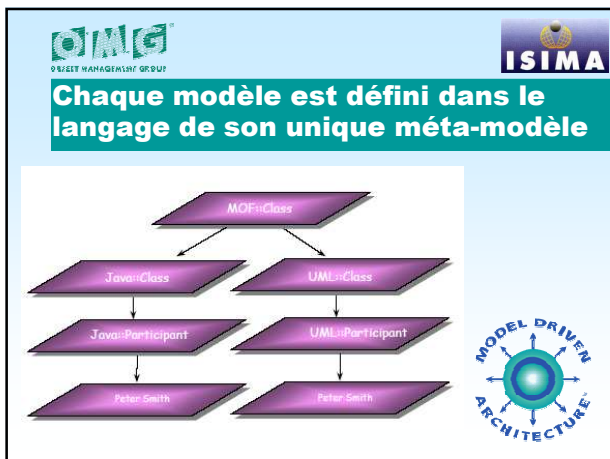 OMG
OBJECT MANAGEMENT GROUP
ISIMA
Chaque modèle est défini dans le
langage de son unique méta-modèle
MOF::Class
Java::Class
UML::Class
Java::Participant
UML::Participant
Peter Smith
Peter Smith
MODEL DRIVEN
ARCHITECTURE